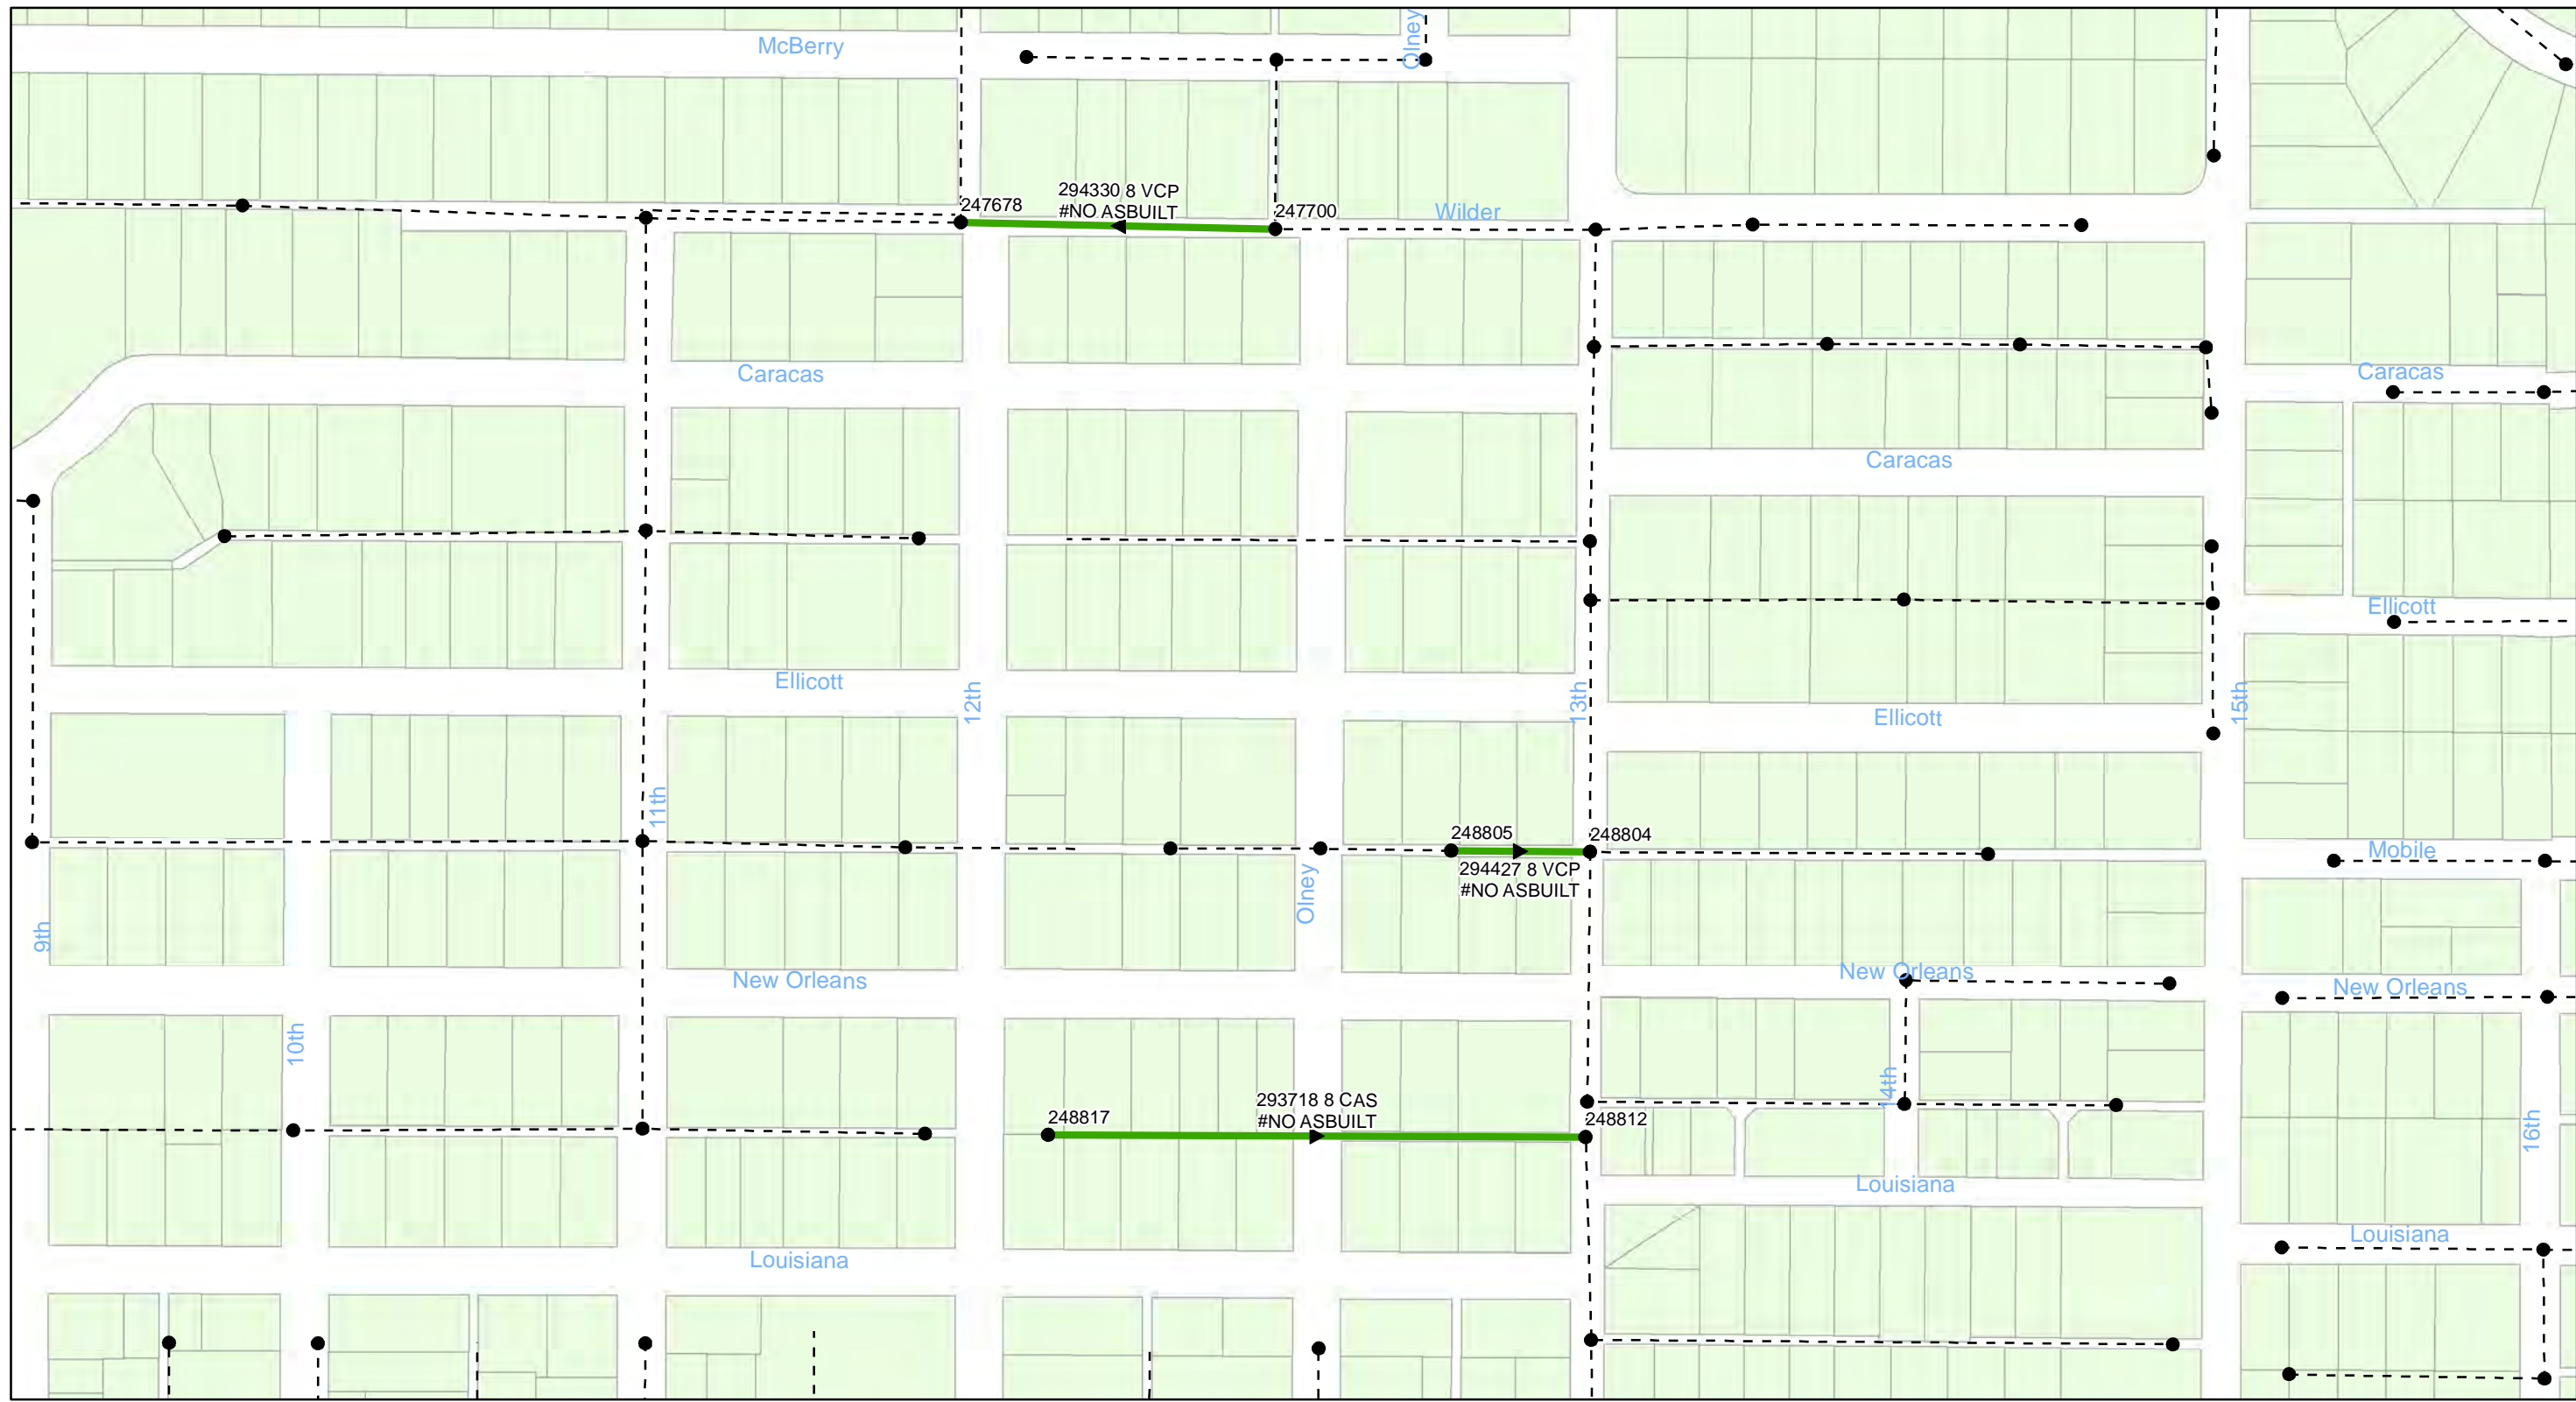 Olney
McBerry
294330 8 VCP
#NO ASBUILT
247678
247700
Wilder
Caracas
Caracas
Caracas
Ellicott
Ellicott
12th
13th
15th
Ellicott
11th
248805
248804
Mobile
294427 8 VCP
#NO ASBUILT
Olney
9th
New Orleans
New Orleans
New Orleans
10th
14th
293718 8 CAS
#NO ASBUILT
248817
248812
16th
Louisiana
Louisiana
Louisiana